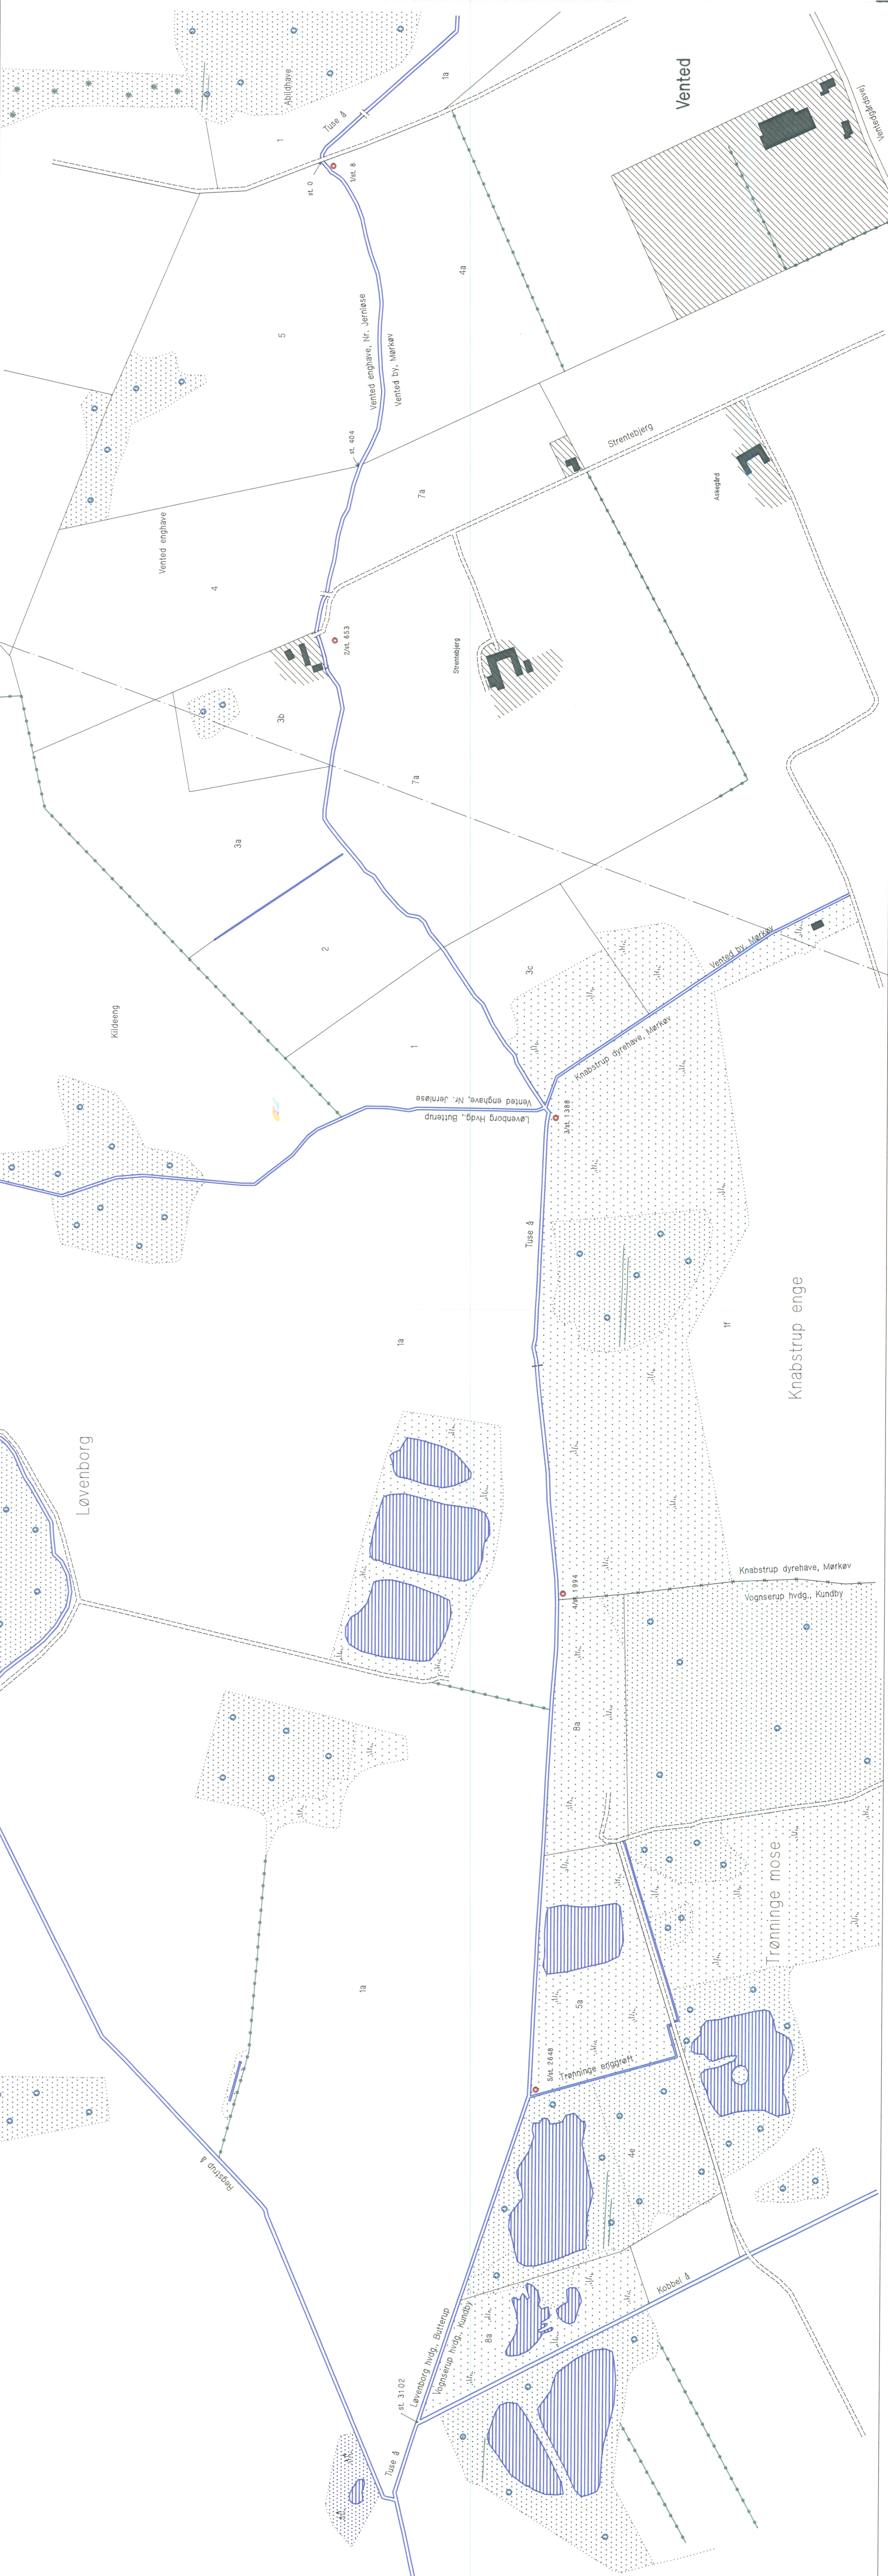 Vented
Ventedgårdsvej
Abildhave
1a
Tuse å
1
st. 0
1/st. 8
4a
5
Vented enghave, Nr. Jernløse
Vented by, Mørkøv
st. 404
Strentebjerg
Askegård
7a
Vented enghave
4
2/st. 653
Strentebjerg
3b
7a
3a
2
3c
Kildeeng
1
Vented by, Mørkøv
Knabstrup dyrehave, Mørkøv
Vented enghave, Nr. Jernløse
Løvenborg Hvdg., Butterup
3/st. 1388
Tuse å
1a
1f
Knabstrup enge
Løvenborg
Knabstrup dyrehave, Mørkøv
Vognserup hvdg., Kundby
4/st. 1994
8a
Trønninge mose
1a
5a
5/st. 2648
Trønninge enggrøft
Regstrup å
4e
Kobbel å
Løvenborg hvdg., Butterup
Vognserup hvdg., Kundby
8a
st. 3102
Tuse å